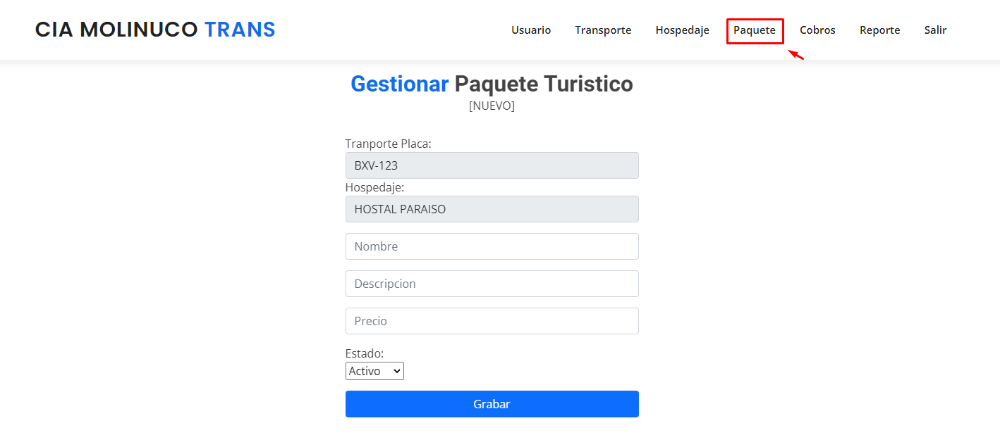 CIA MOLINUCO TRANS
Usuario Transporte Hospedaje Paquete Cobros Reporte Salir
Gestionar Paquete Turistico
[NUEVO]
Tranporte Placa:
BXV-123
Hospedaje:
HOSTAL PARAISO
Nombre
Descripcion
Precio
Estado:
Activo
Grabar